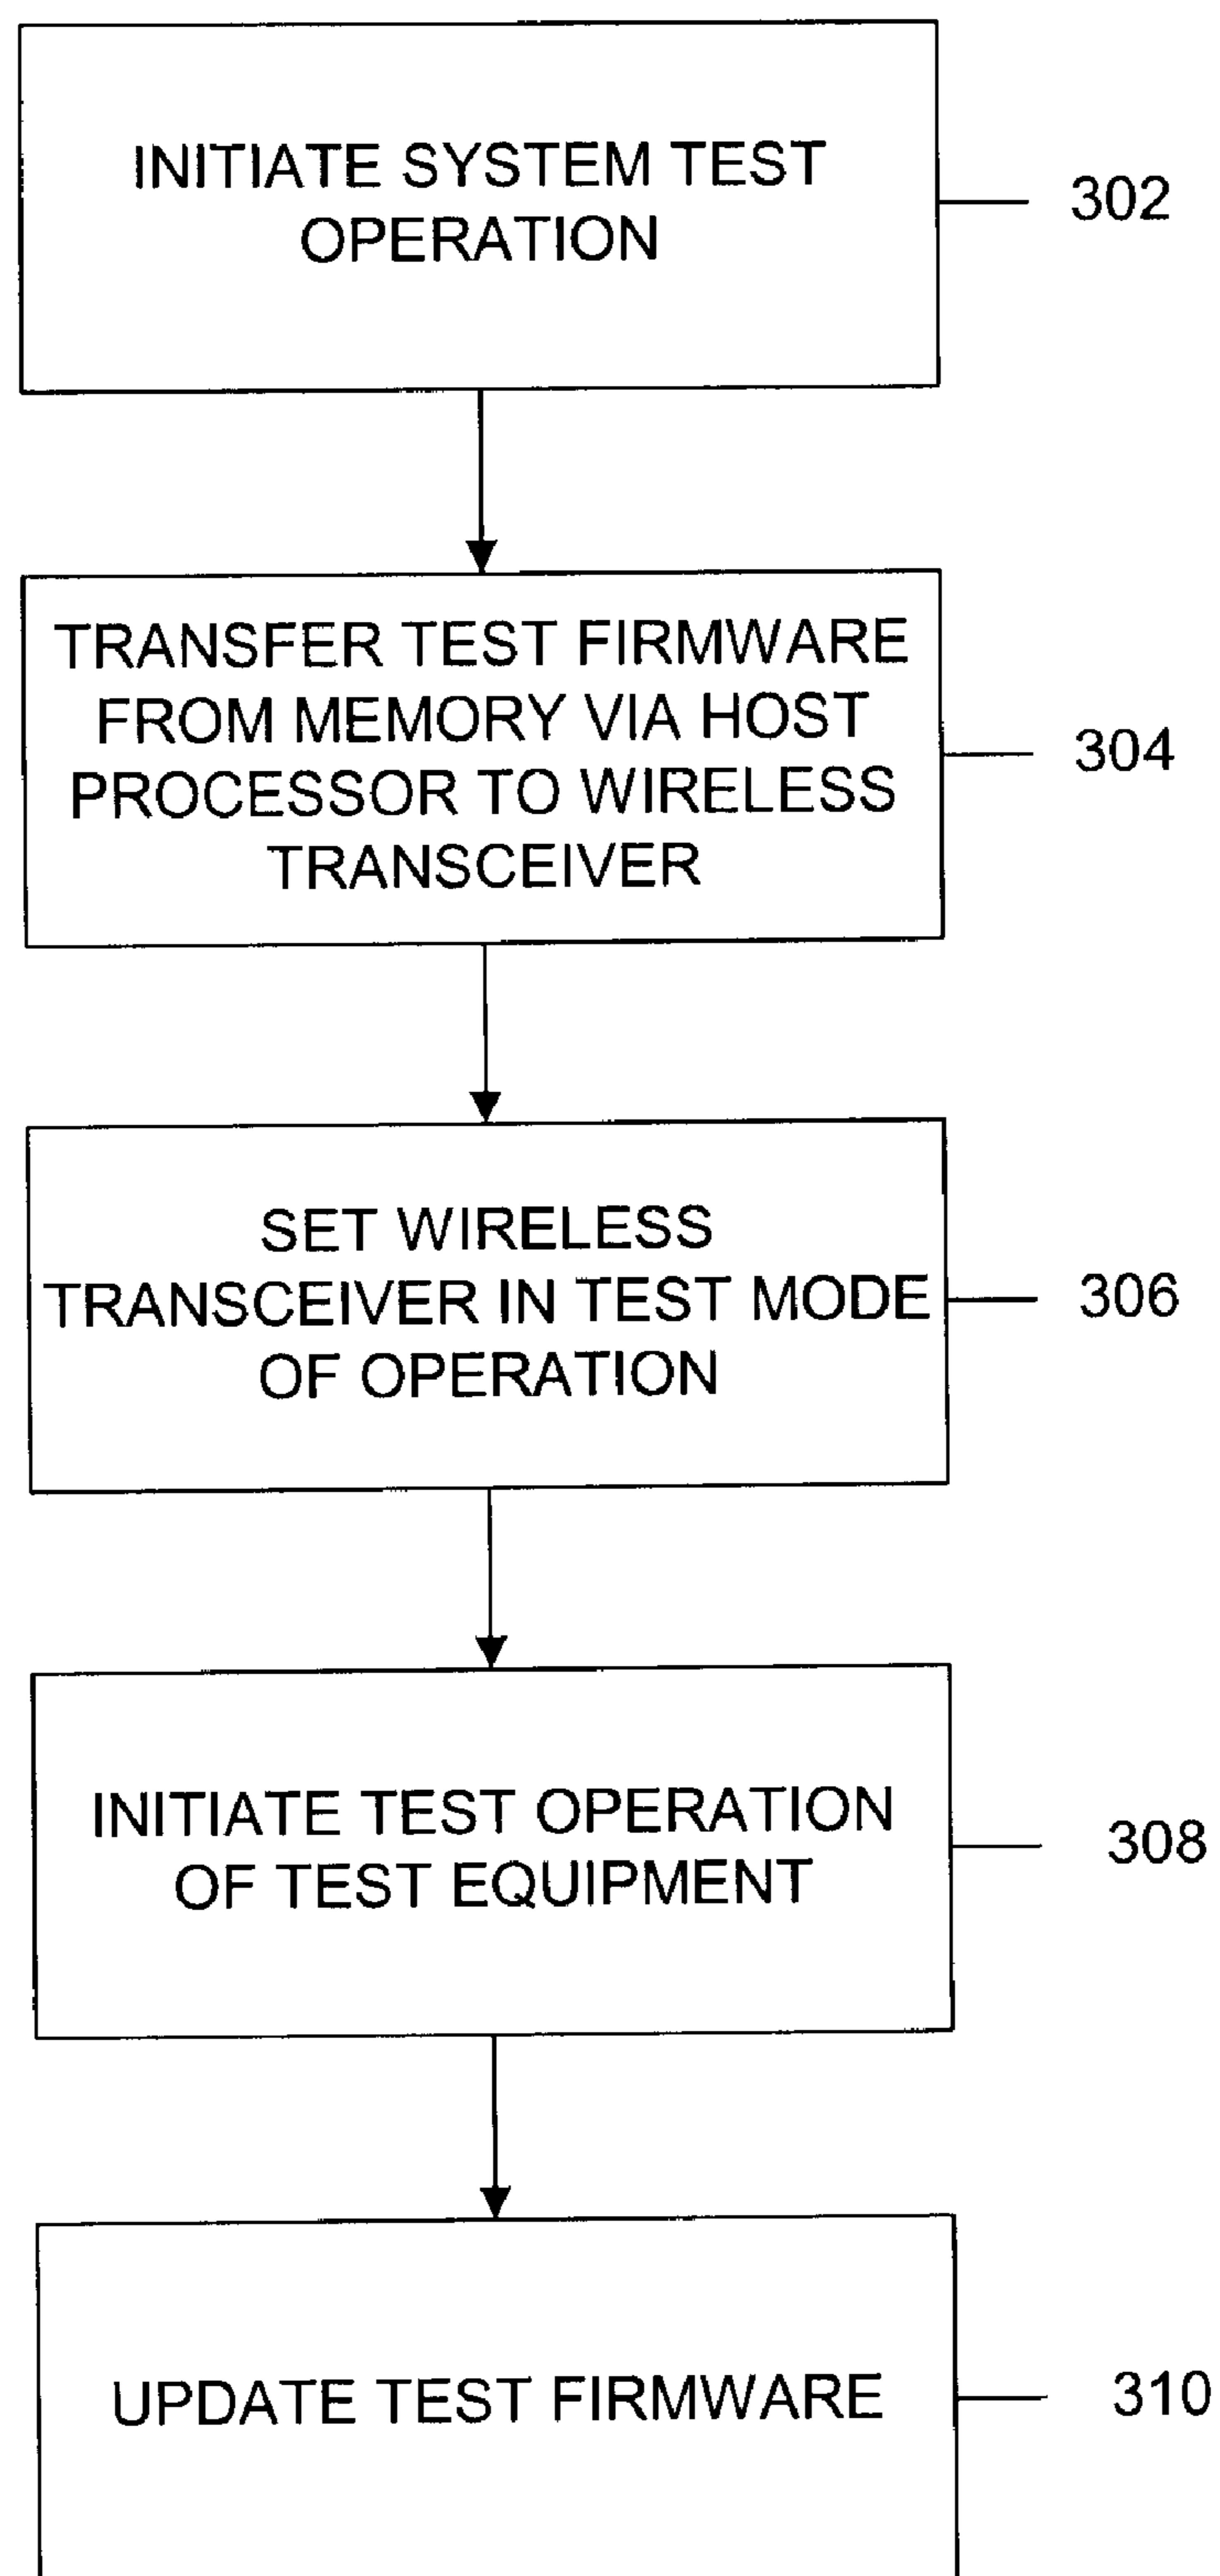 INITIATE SYSTEM TEST
OPERATION
302
TRANSFER TEST FIRMWARE
FROM MEMORY VIA HOST
PROCESSOR TO WIRELESS
TRANSCEIVER
304
SET WIRELESS
TRANSCEIVER IN TEST MODE
OF OPERATION
306
INITIATE TEST OPERATION
OF TEST EQUIPMENT
308
UPDATE TEST FIRMWARE
310